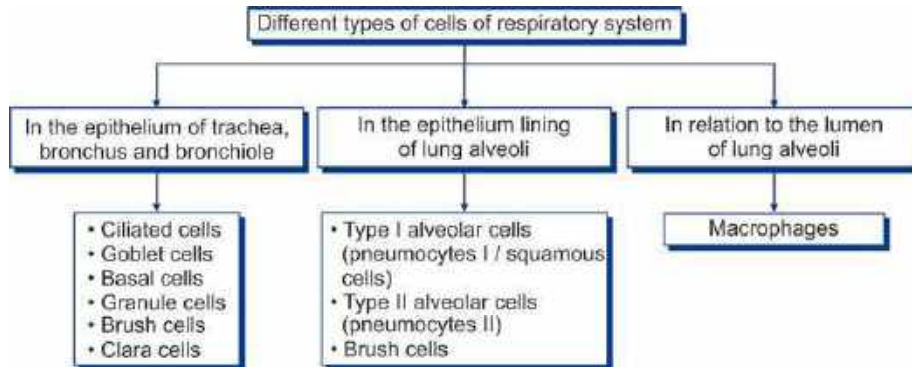 Different types of cells of respiratory system
In the epithelium of trachea,
bronchus and bronchiole
In the epithelium lining
of lung alveoli
In relation to the lumen
of lung alveoli
• Ciliated cells
• Goblet cells
• Basal cells
• Granule cells
• Brush cells
• Clara cells
• Type I alveolar cells
(pneumocytes I / squamous
cells)
• Type II alveolar cells
(pneumocytes II)
• Brush cells
Macrophages